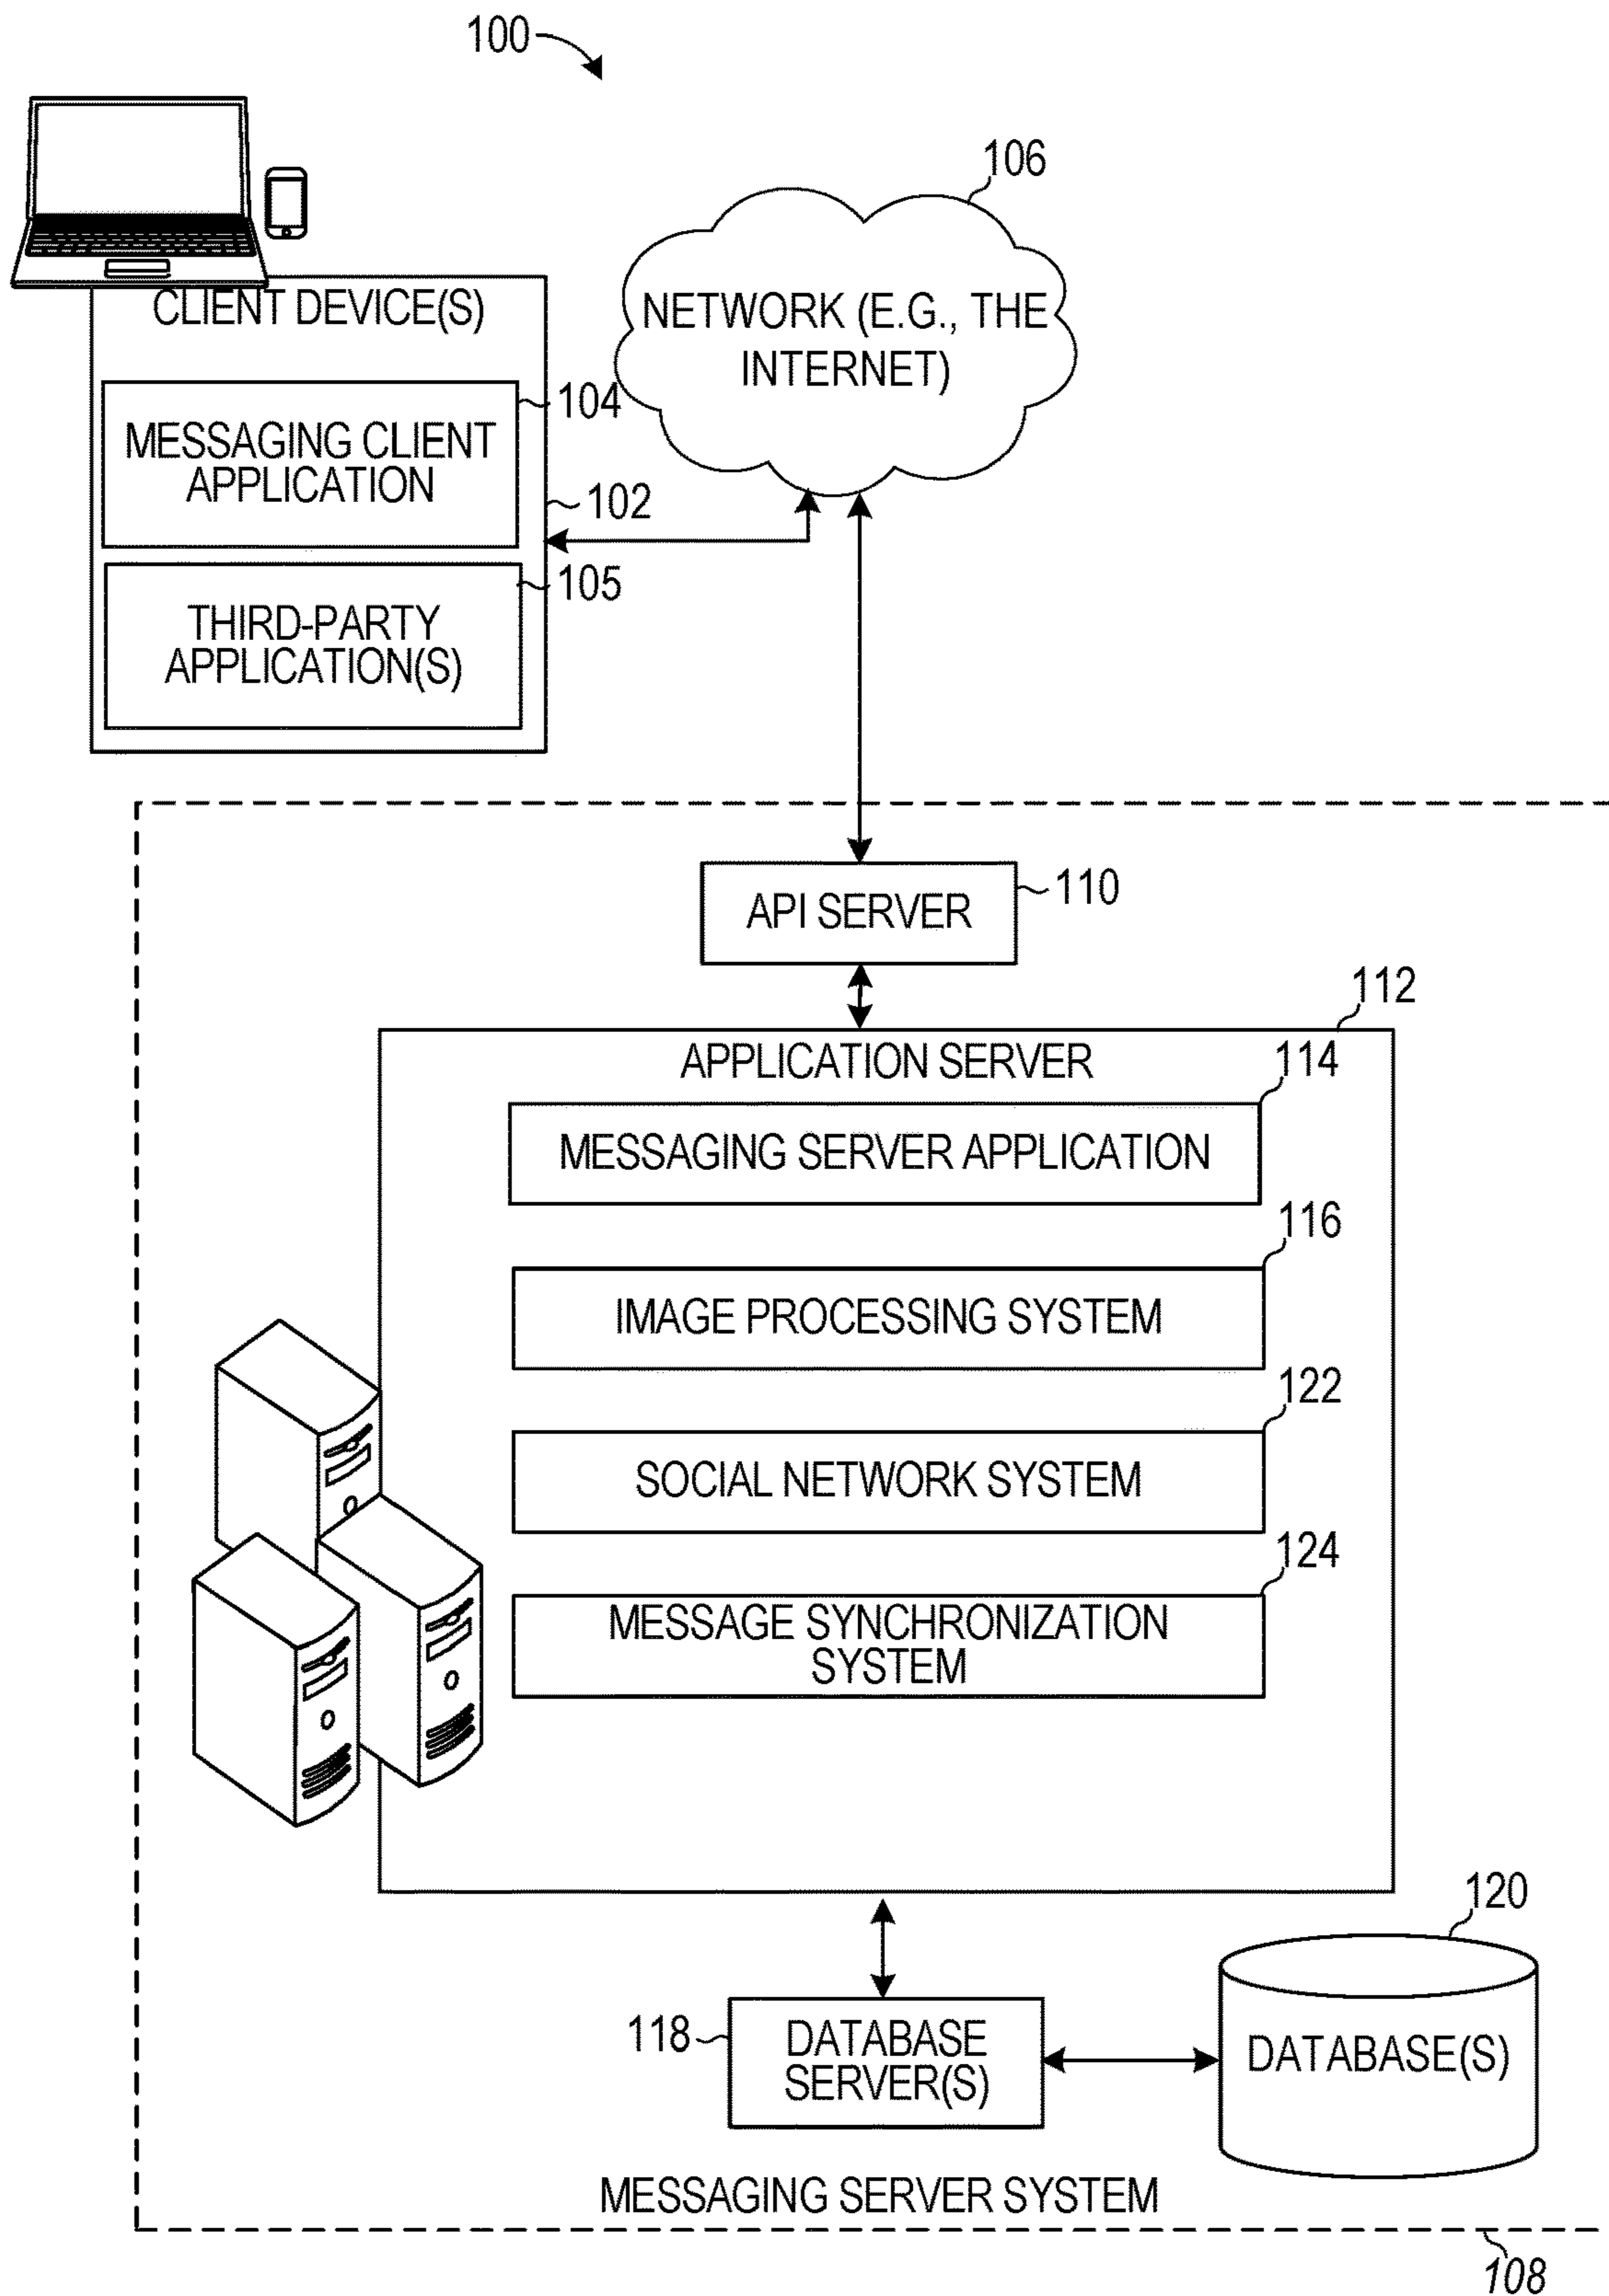 100
106
CLIENT DEVICE(S)
NETWORK (E.G., THE
INTERNET)
104
MESSAGING CLIENT
APPLICATION
102
105
THIRD-PARTY
APPLICATION(S)
API SERVER
110
112
APPLICATION SERVER
114
MESSAGING SERVER APPLICATION
116
IMAGE PROCESSING SYSTEM
122
SOCIAL NETWORK SYSTEM
124
MESSAGE SYNCHRONIZATION
SYSTEM
120
118
DATABASE
SERVER(S)
DATABASE(S)
MESSAGING SERVER SYSTEM
108